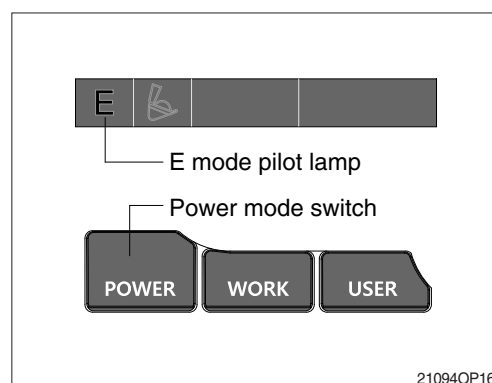 E
E mode pilot lamp
Power mode switch
POWER WORK USER
21094OP16